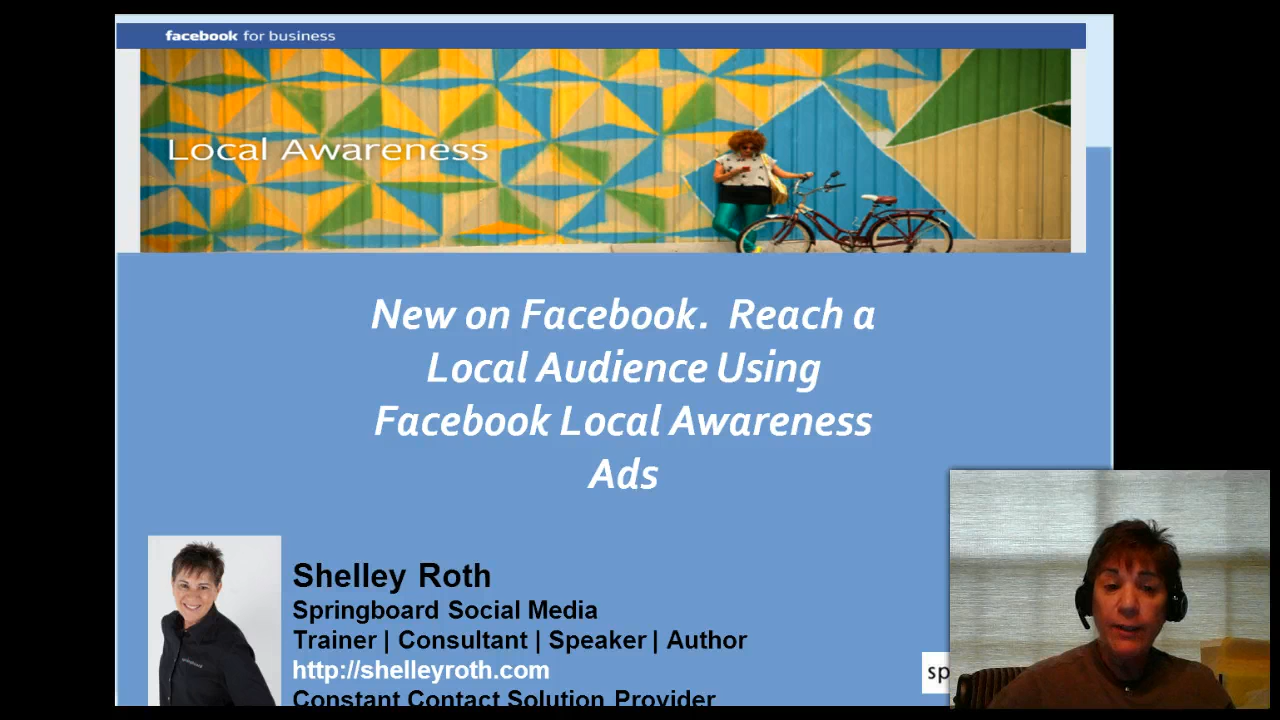 facebook for business
Local Awareness
New on Facebook. Reach a
Local Audience Using
Facebook Local Awareness
Ads
Shelley Roth
Springboard Social Media
Trainer | Consultant | Speaker | Author
http://shelleyroth.com
Constant Contact Solution Provider
sp